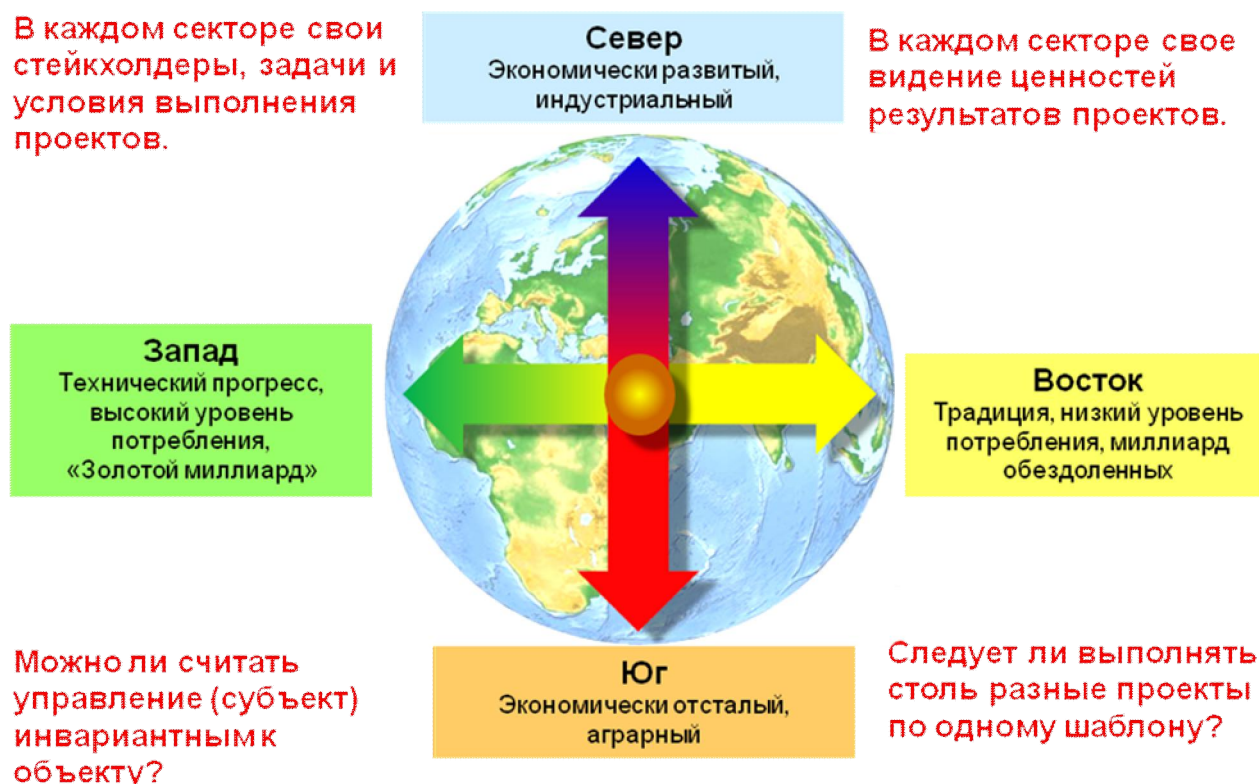 В каждом секторе свои
стейкхолдеры, задачи и
условия выполнения
проектов.
Север
Экономически развитый,
индустриальный
В каждом секторе свое
видение ценностей
результатов проектов.
Запад
Технический прогресс,
высокий уровень
потребления,
«Золотой миллиард»
Восток
Традиция, низкий уровень
потребления, миллиард
обездоленных
Можно ли считать
управление (субъект)
инвариантным к
объекту?
Юг
Экономически отсталый,
аграрный
Следует ли выполнять
столь разные проекты
по одному шаблону?